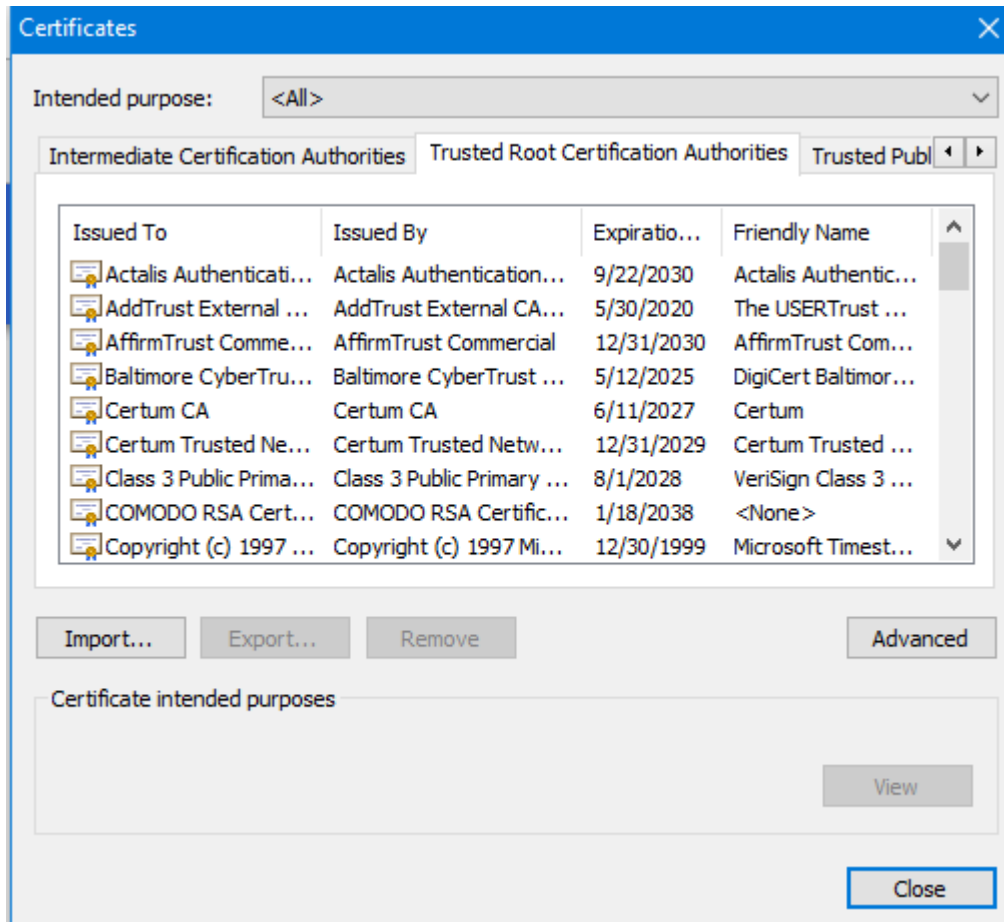 Certificates
Intended purpose: <All>
Intermediate Certification Authorities Trusted Root Certification Authorities Trusted Publ
Issued To Issued By Expiratio... Friendly Name
Actalis Authenticati... Actalis Authentication... 9/22/2030 Actalis Authentic...
AddTrust External ... AddTrust External CA... 5/30/2020 The USERTrust ...
AffirmTrust Comme... AffirmTrust Commercial 12/31/2030 AffirmTrust Com...
Baltimore CyberTru... Baltimore CyberTrust ... 5/12/2025 DigiCert Baltimor...
Certum CA Certum CA 6/11/2027 Certum
Certum Trusted Ne... Certum Trusted Netw... 12/31/2029 Certum Trusted ...
Class 3 Public Prima... Class 3 Public Primary ... 8/1/2028 VeriSign Class 3 ...
COMODO RSA Cert... COMODO RSA Certific... 1/18/2038 <None>
Copyright (c) 1997 ... Copyright (c) 1997 Mi... 12/30/1999 Microsoft Timest...
Import... Export... Remove Advanced
Certificate intended purposes
View
Close